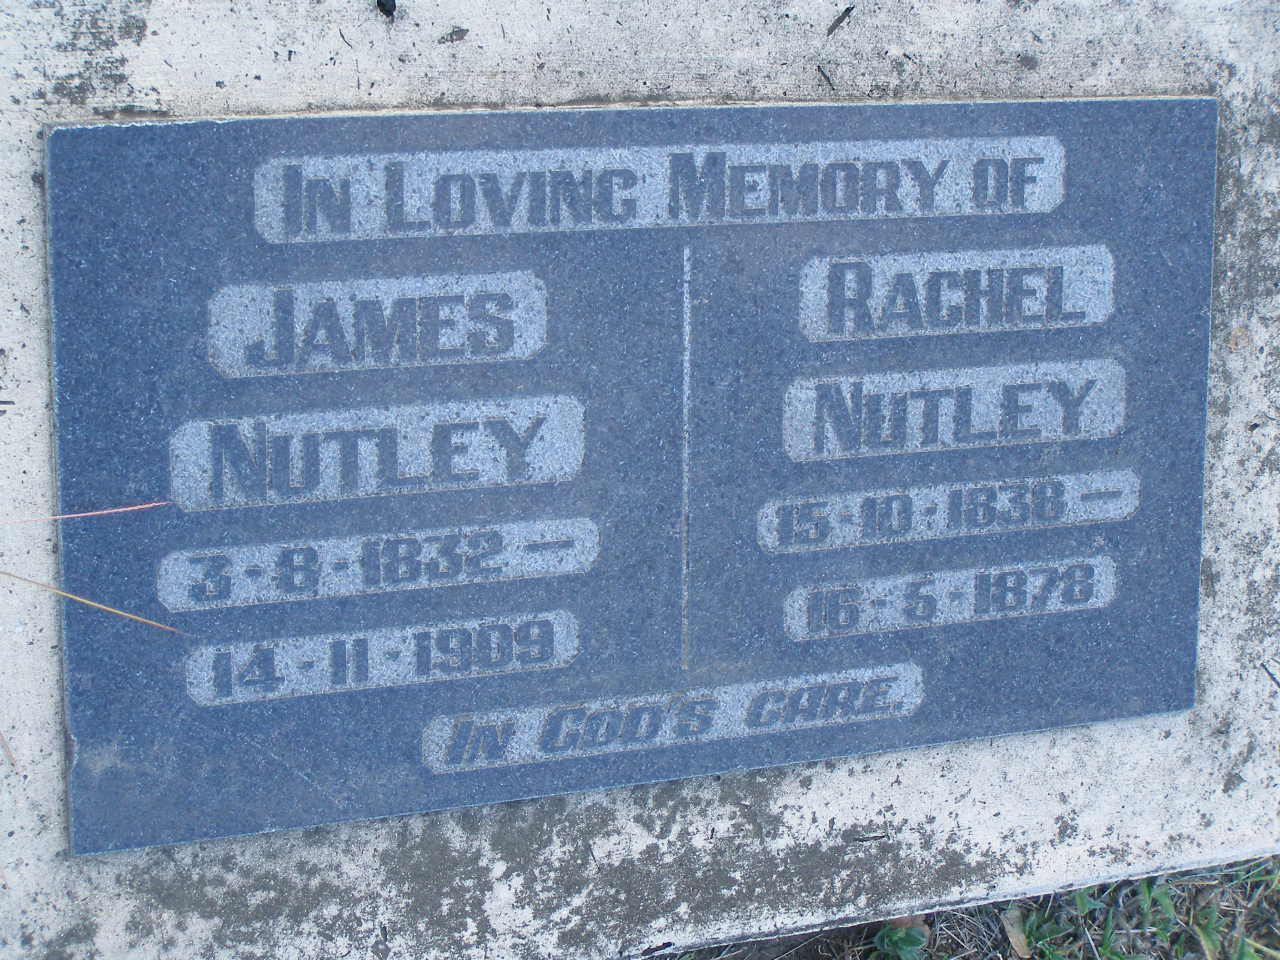 In Loving Memory of
James
Nutley
3-8-1832 —
14-11-1909
Rachel
Nutley
15-10-1838 —
16-5-1878
In God's care.